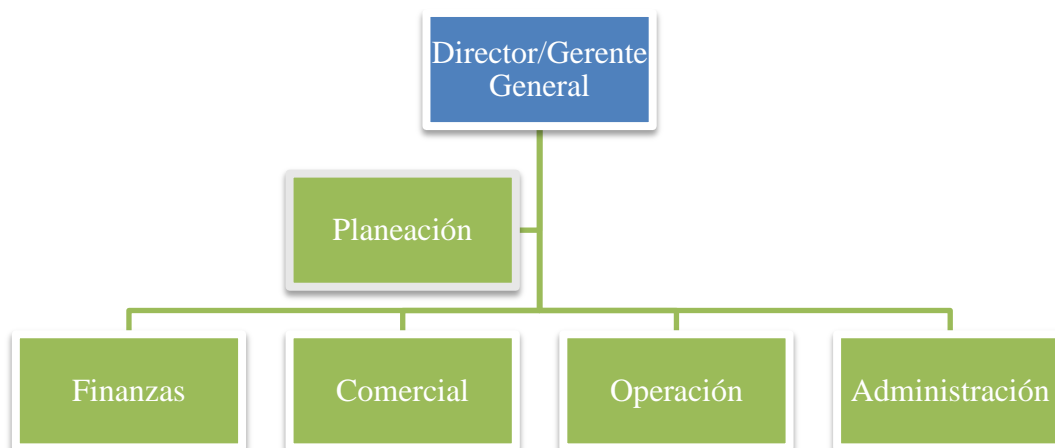 Director/Gerente
General
Planeación
Finanzas
Comercial
Operación
Administración